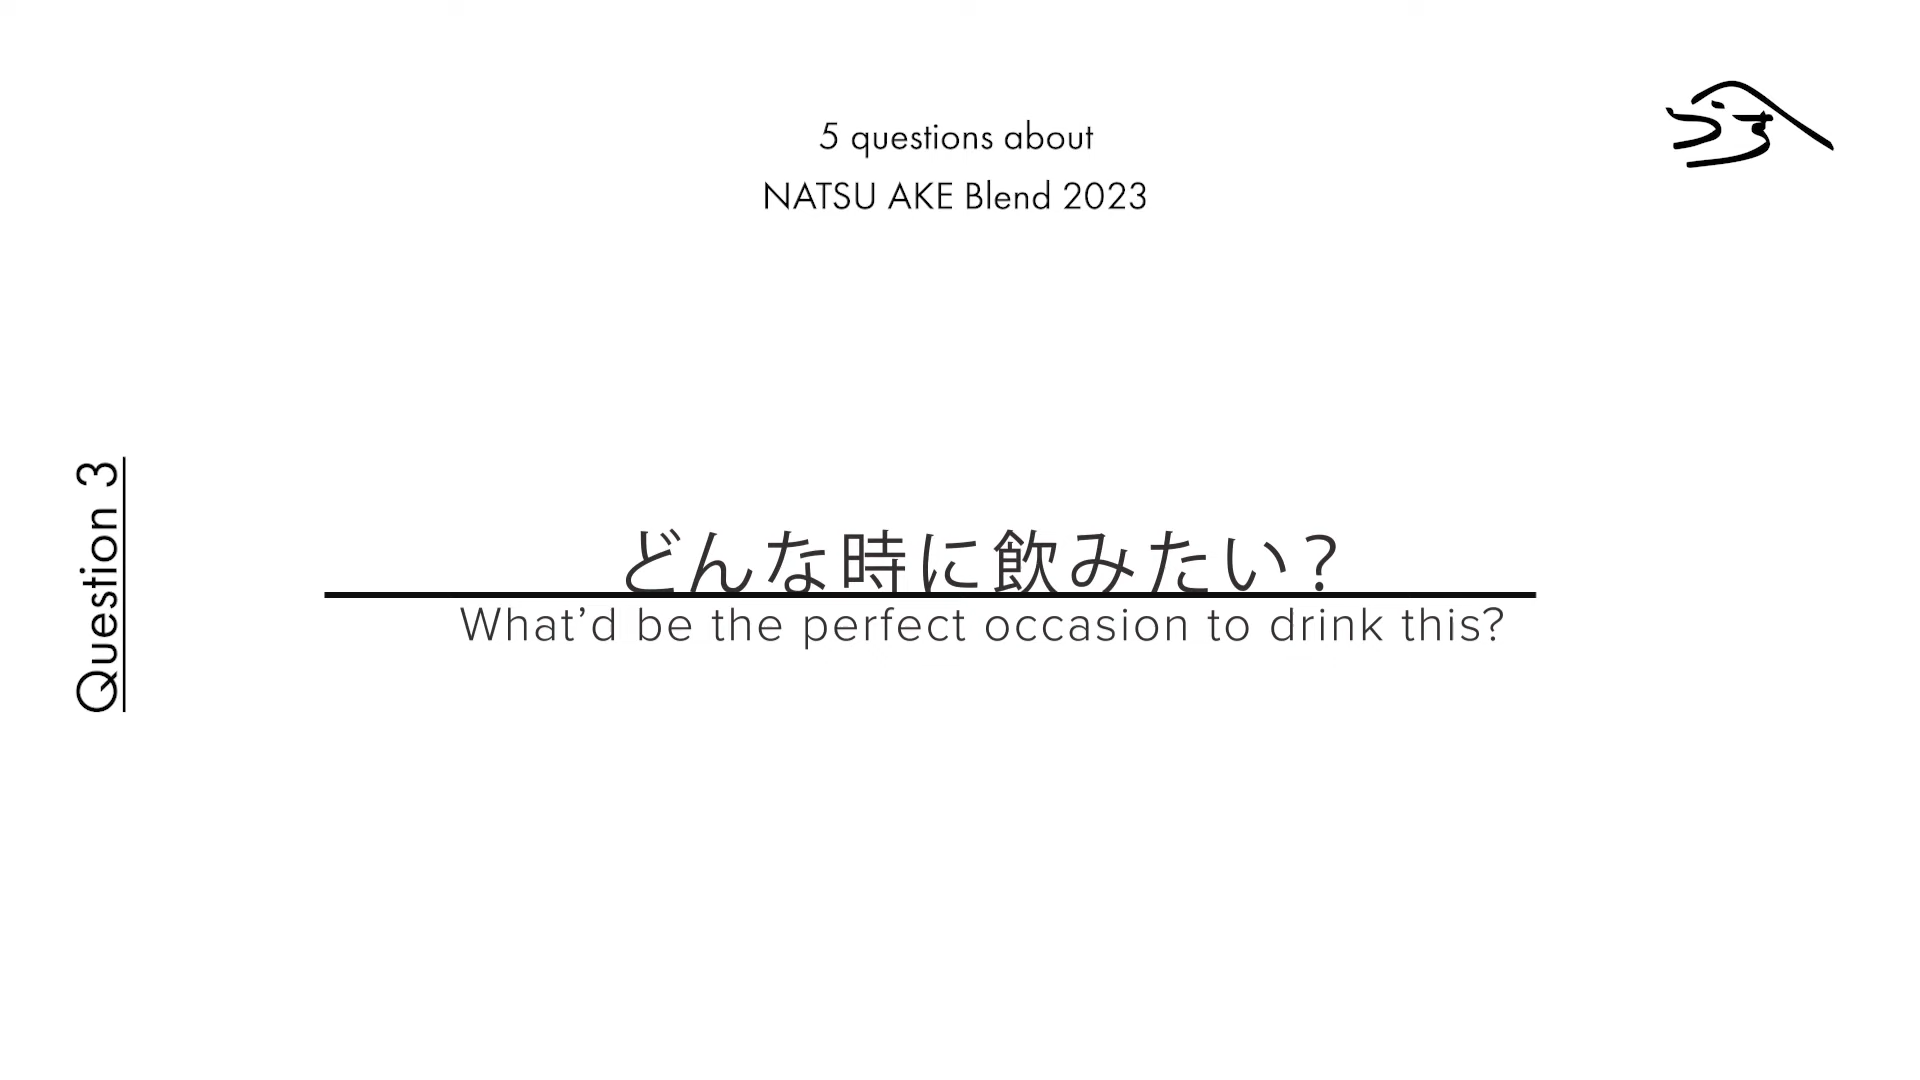 5 questions about
NATSU AKE Blend 2023
Question 3
どんな時に飲みたい？
What’d be the perfect occasion to drink this?